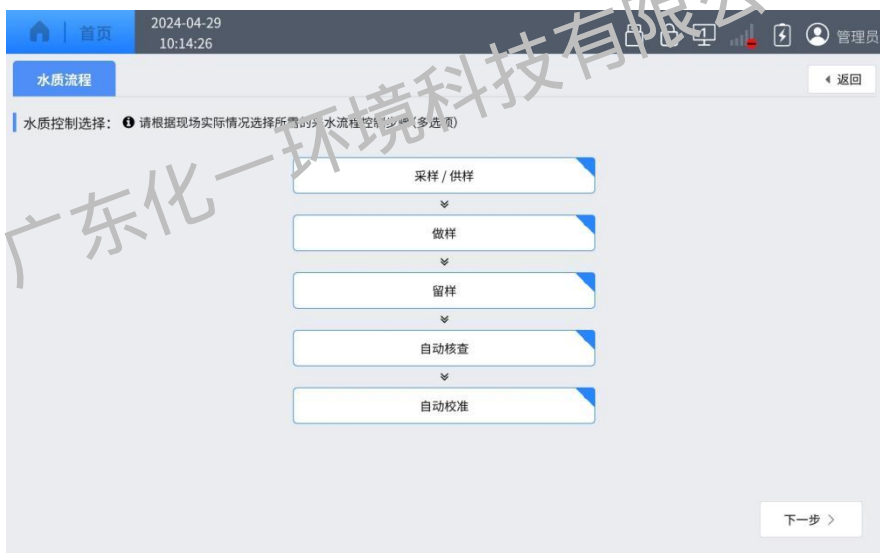 首页
2024-04-29
10:14:26
管理员
水质流程
返回
水质控制选择： 请根据现场实际情况选择所需的 水流程控制步骤(多选项)
采样 / 供样
做样
留样
自动核查
自动校准
下一步
广东化一环境科技有限公